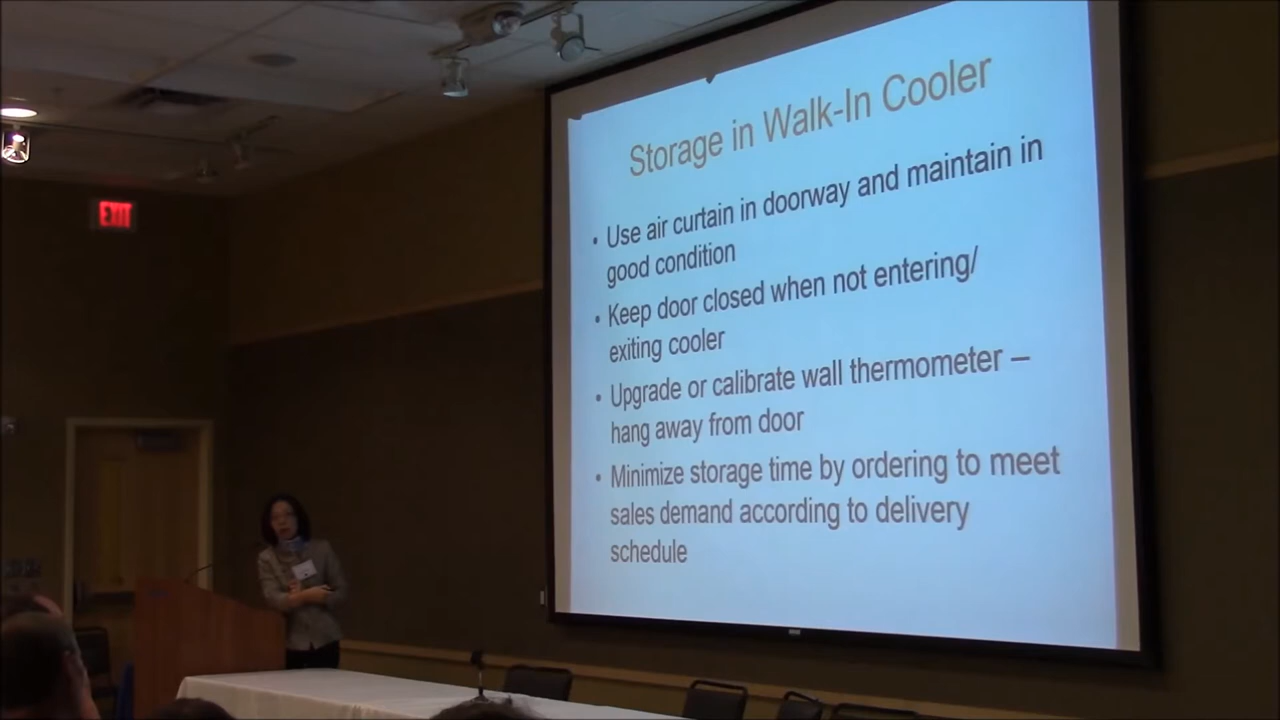 EXIT
Storage in Walk-In Cooler
• Use air curtain in doorway and maintain in
good condition
• Keep door closed when not entering/
exiting cooler
• Upgrade or calibrate wall thermometer –
hang away from door
• Minimize storage time by ordering to meet
sales demand according to delivery
schedule